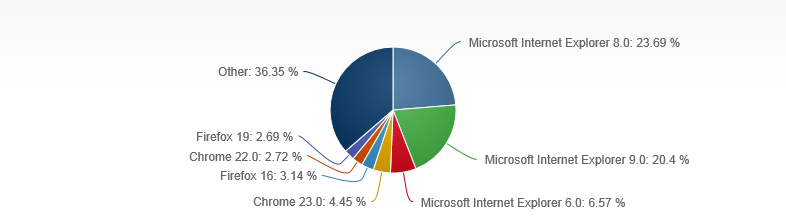 Microsoft Internet Explorer 8.0: 23.69 %
Other: 36.35 %
Firefox 19: 2.69 %
Chrome 22.0: 2.72 %
Microsoft Internet Explorer 9.0: 20.4 %
Firefox 16: 3.14 %
Chrome 23.0: 4.45 %
Microsoft Internet Explorer 6.0: 6.57 %